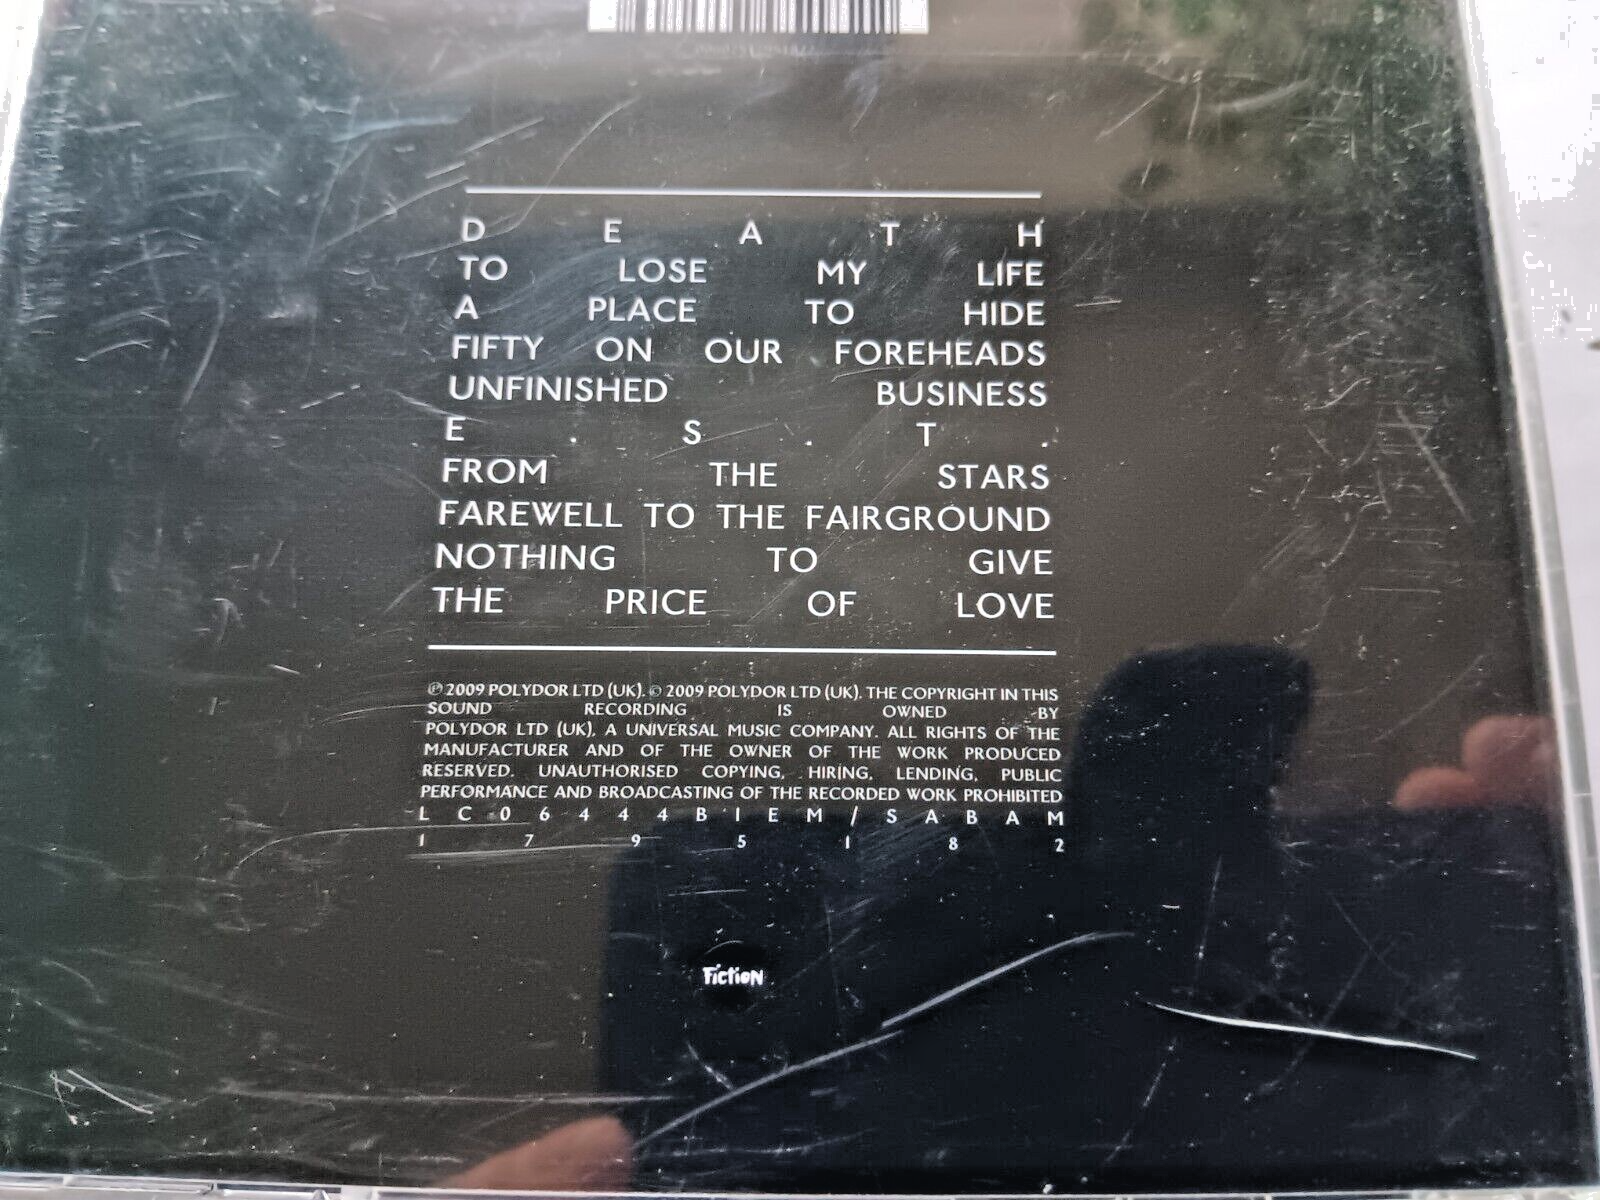 D E A T H
TO LOSE MY LIFE
A PLACE TO HIDE
FIFTY ON OUR FOREHEADS
UNFINISHED BUSINESS
E . S . T .
FROM THE STARS
FAREWELL TO THE FAIRGROUND
NOTHING TO GIVE
THE PRICE OF LOVE
℗ 2009 POLYDOR LTD (UK). © 2009 POLYDOR LTD (UK). THE COPYRIGHT IN THIS
SOUND RECORDING IS OWNED BY
POLYDOR LTD (UK), A UNIVERSAL MUSIC COMPANY. ALL RIGHTS OF THE
MANUFACTURER AND OF THE OWNER OF THE WORK PRODUCED
RESERVED. UNAUTHORISED COPYING, HIRING, LENDING, PUBLIC
PERFORMANCE AND BROADCASTING OF THE RECORDED WORK PROHIBITED
L C 0 6 4 4 4 B I E M / S A B A M
1 7 9 5 1 8 2
Fiction